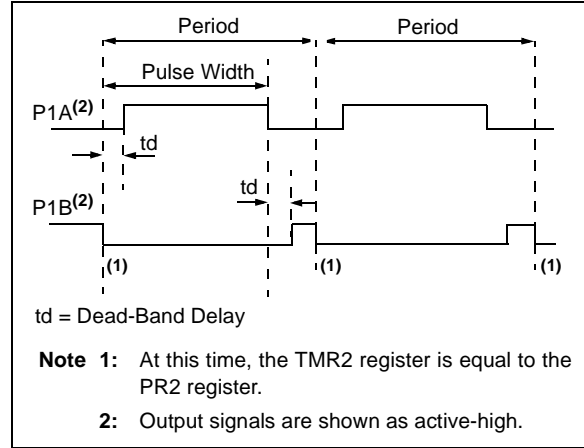 Period Period
Pulse Width
P1A(2)
td
td
P1B(2)
(1) (1) (1)
td = Dead-Band Delay
Note 1: At this time, the TMR2 register is equal to the
PR2 register.
2: Output signals are shown as active-high.